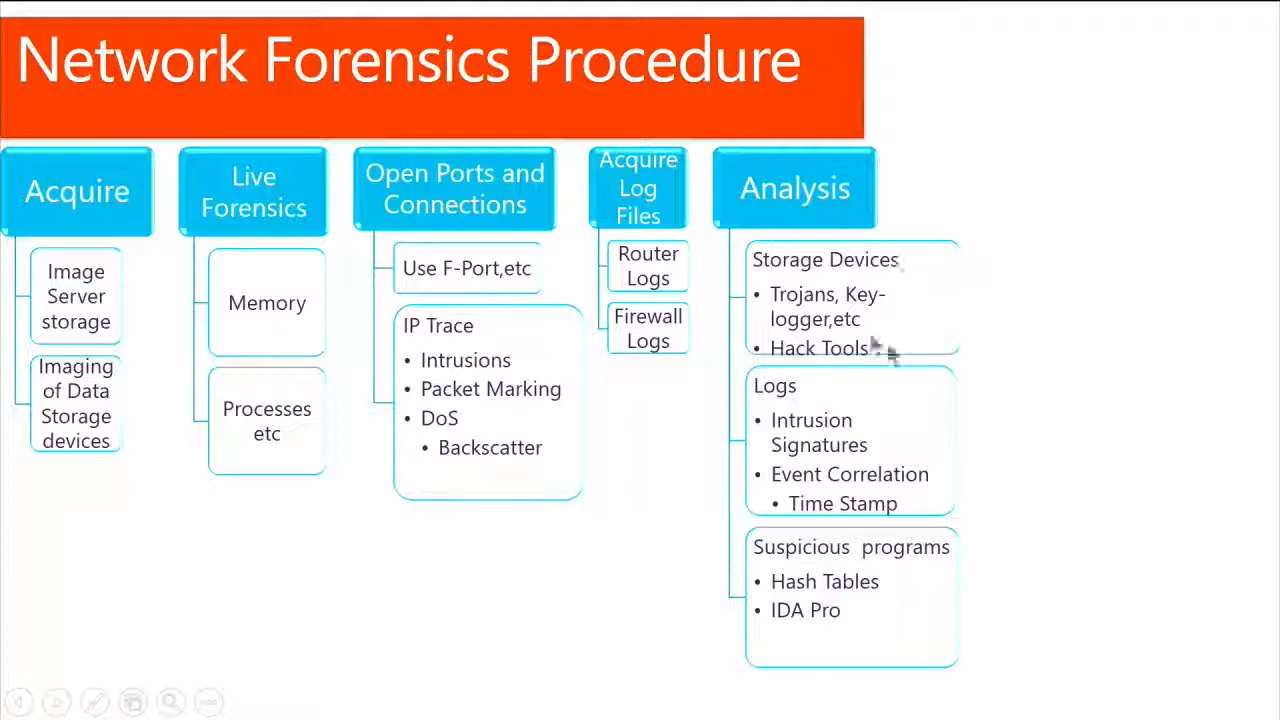 Network Forensics Procedure
Acquire
Image
Server
storage
Imaging
of Data
Storage
devices
Live
Forensics
Memory
Processes
etc
Open Ports and
Connections
Use F-Port,etc
IP Trace
• Intrusions
• Packet Marking
• DoS
• Backscatter
Acquire
Log
Files
Router
Logs
Firewall
Logs
Analysis
Storage Devices
• Trojans, Key-
logger,etc
• Hack Tools
Logs
• Intrusion
Signatures
• Event Correlation
• Time Stamp
Suspicious programs
• Hash Tables
• IDA Pro